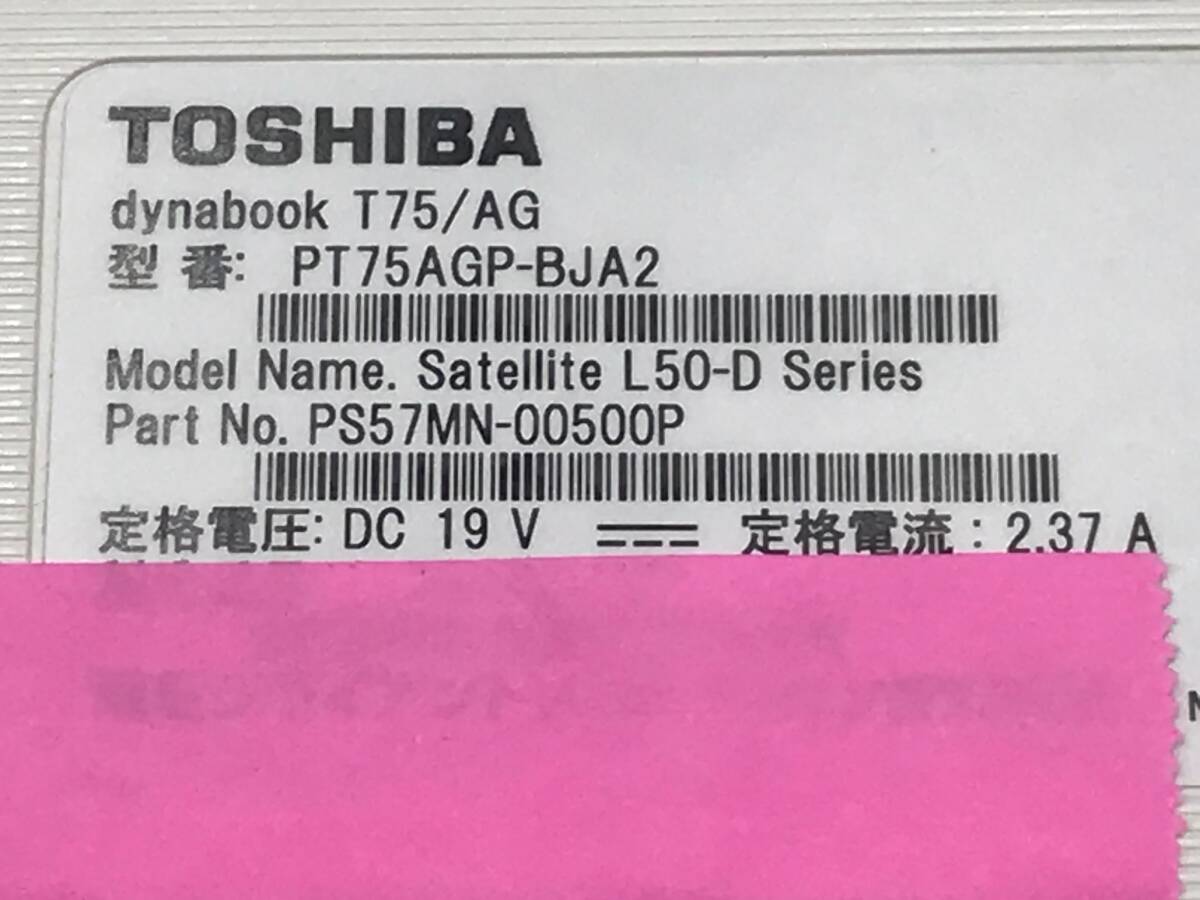 TOSHIBA
dynabook T75/AG
型 番: PT75AGP-BJA2
Model Name. Satellite L50-D Series
Part No. PS57MN-00500P
定格電圧: DC 19 V ⎓ 定格電流 : 2.37 A